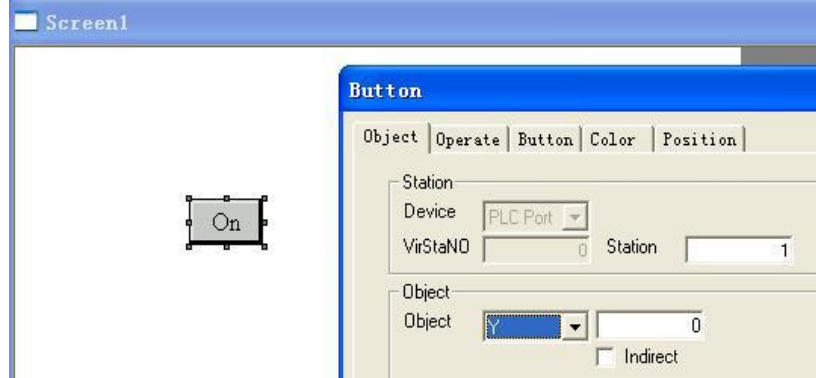 Screen1
Button
Object Operate Button Color Position
Station
Device PLC Port
VirStaNO 0 Station 1
On
Object
Object Y 0
Indirect